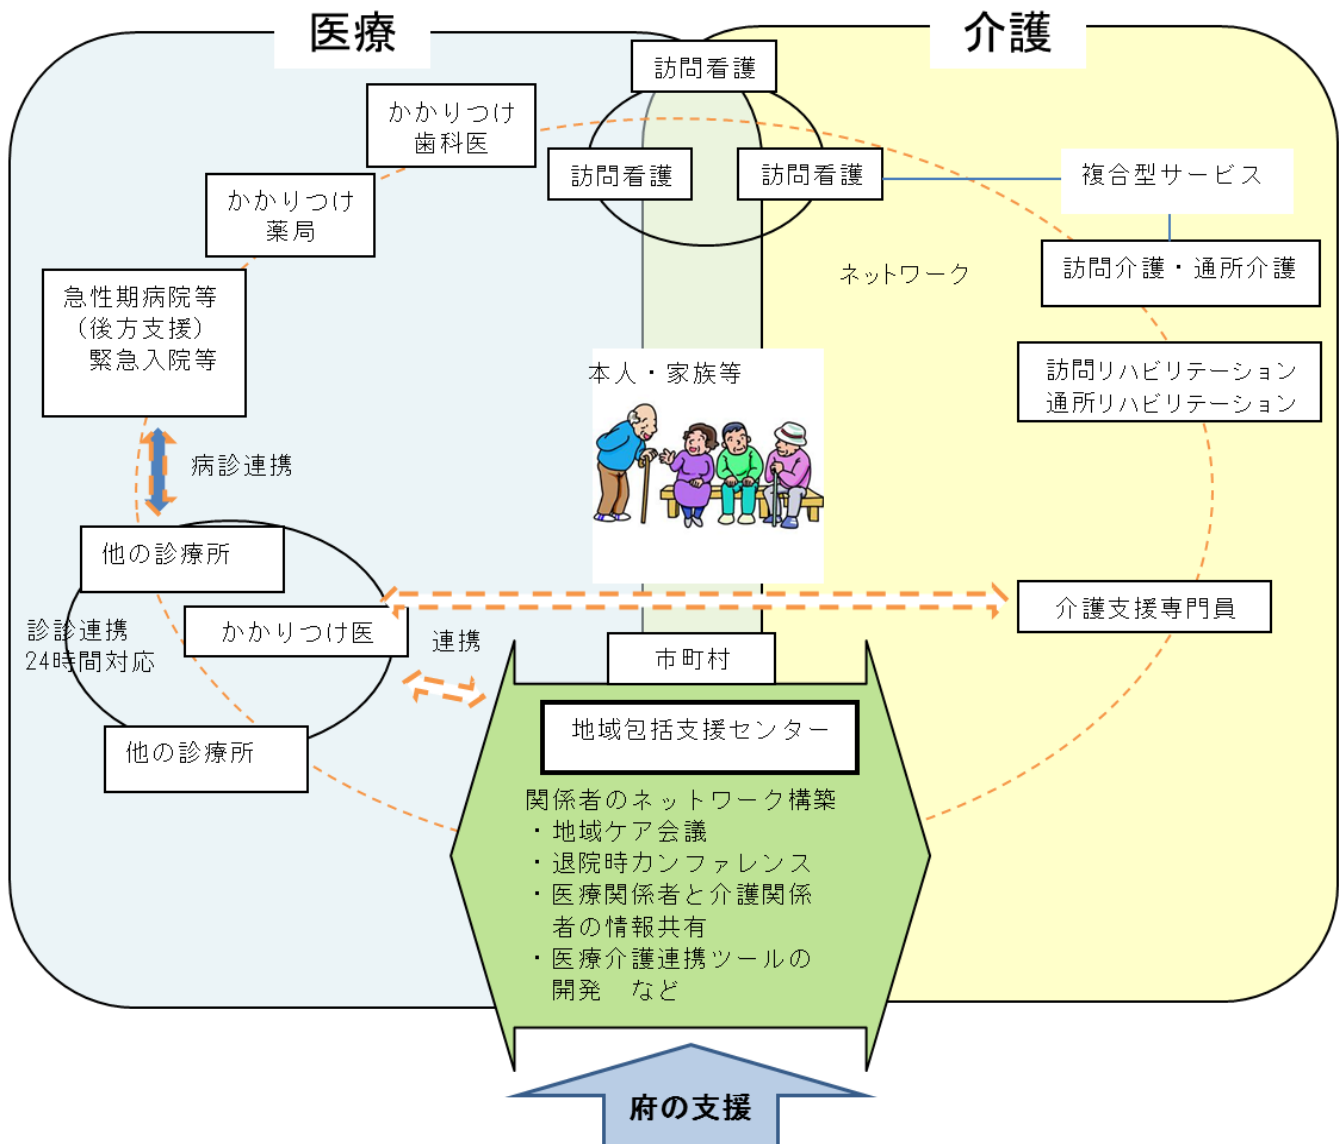 医療
介護
訪問看護
かかりつけ
歯科医
訪問看護
訪問看護
複合型サービス
かかりつけ
薬局
訪問介護・通所介護
ネットワーク
急性期病院等
（後方支援）
緊急入院等
訪問リハビリテーション
通所リハビリテーション
本人・家族等
病診連携
他の診療所
かかりつけ医
介護支援専門員
診診連携
24時間対応
連携
市町村
他の診療所
地域包括支援センター
関係者のネットワーク構築
・地域ケア会議
・退院時カンファレンス
・医療関係者と介護関係
者の情報共有
・医療介護連携ツールの
開発　など
府の支援